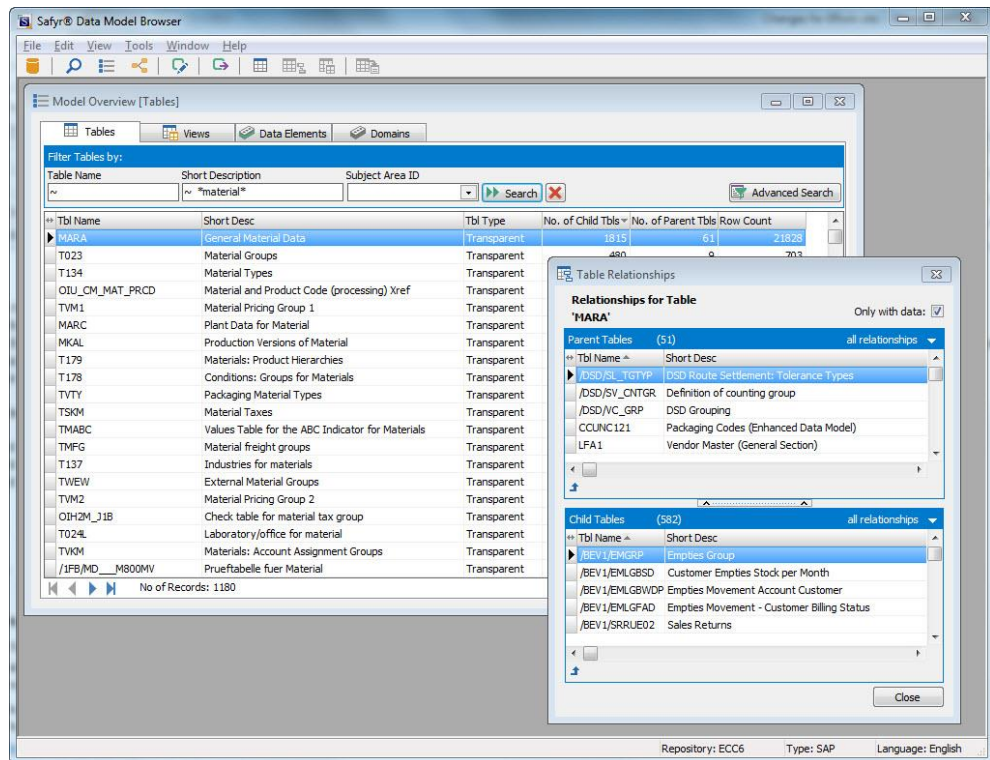 Safyr® Data Model Browser
File Edit View Tools Window Help
Model Overview [Tables]
Tables Views Data Elements Domains
Filter Tables by:
Table Name Short Description Subject Area ID
~ ~ *material* Search Advanced Search
Tbl Name Short Desc Tbl Type No. of Child Tbls No. of Parent Tbls Row Count
MARA General Material Data Transparent 1815 61 21828
T023 Material Groups Transparent 480 9 703
T134 Material Types Transparent
OIU_CM_MAT_PRCD Material and Product Code (processing) Xref Transparent
TVM1 Material Pricing Group 1 Transparent
MARC Plant Data for Material Transparent
MKAL Production Versions of Material Transparent
T179 Materials: Product Hierarchies Transparent
T178 Conditions: Groups for Materials Transparent
TVTY Packaging Material Types Transparent
TSKM Material Taxes Transparent
TMABC Values Table for the ABC Indicator for Materials Transparent
TMFG Material freight groups Transparent
T137 Industries for materials Transparent
TWEW External Material Groups Transparent
TVM2 Material Pricing Group 2 Transparent
OIH2M_J1B Check table for material tax group Transparent
T024L Laboratory/office for material Transparent
TVKM Materials: Account Assignment Groups Transparent
/1FB/MD___M800MV Prueftabelle fuer Material Transparent
No of Records: 1180
Table Relationships
Relationships for Table
'MARA' Only with data:
Parent Tables (51) all relationships
Tbl Name Short Desc
/DSD/SL_TGTYP DSD Route Settlement: Tolerance Types
/DSD/SV_CNTGR Definition of counting group
/DSD/VC_GRP DSD Grouping
CCUNC121 Packaging Codes (Enhanced Data Model)
LFA1 Vendor Master (General Section)
Child Tables (582) all relationships
Tbl Name Short Desc
/BEV1/EMGRP Empties Group
/BEV1/EMLGBSD Customer Empties Stock per Month
/BEV1/EMLGBWDP Empties Movement Account Customer
/BEV1/EMLGFAD Empties Movement - Customer Billing Status
/BEV1/SRRUE02 Sales Returns
Close
Repository: ECC6 Type: SAP Language: English